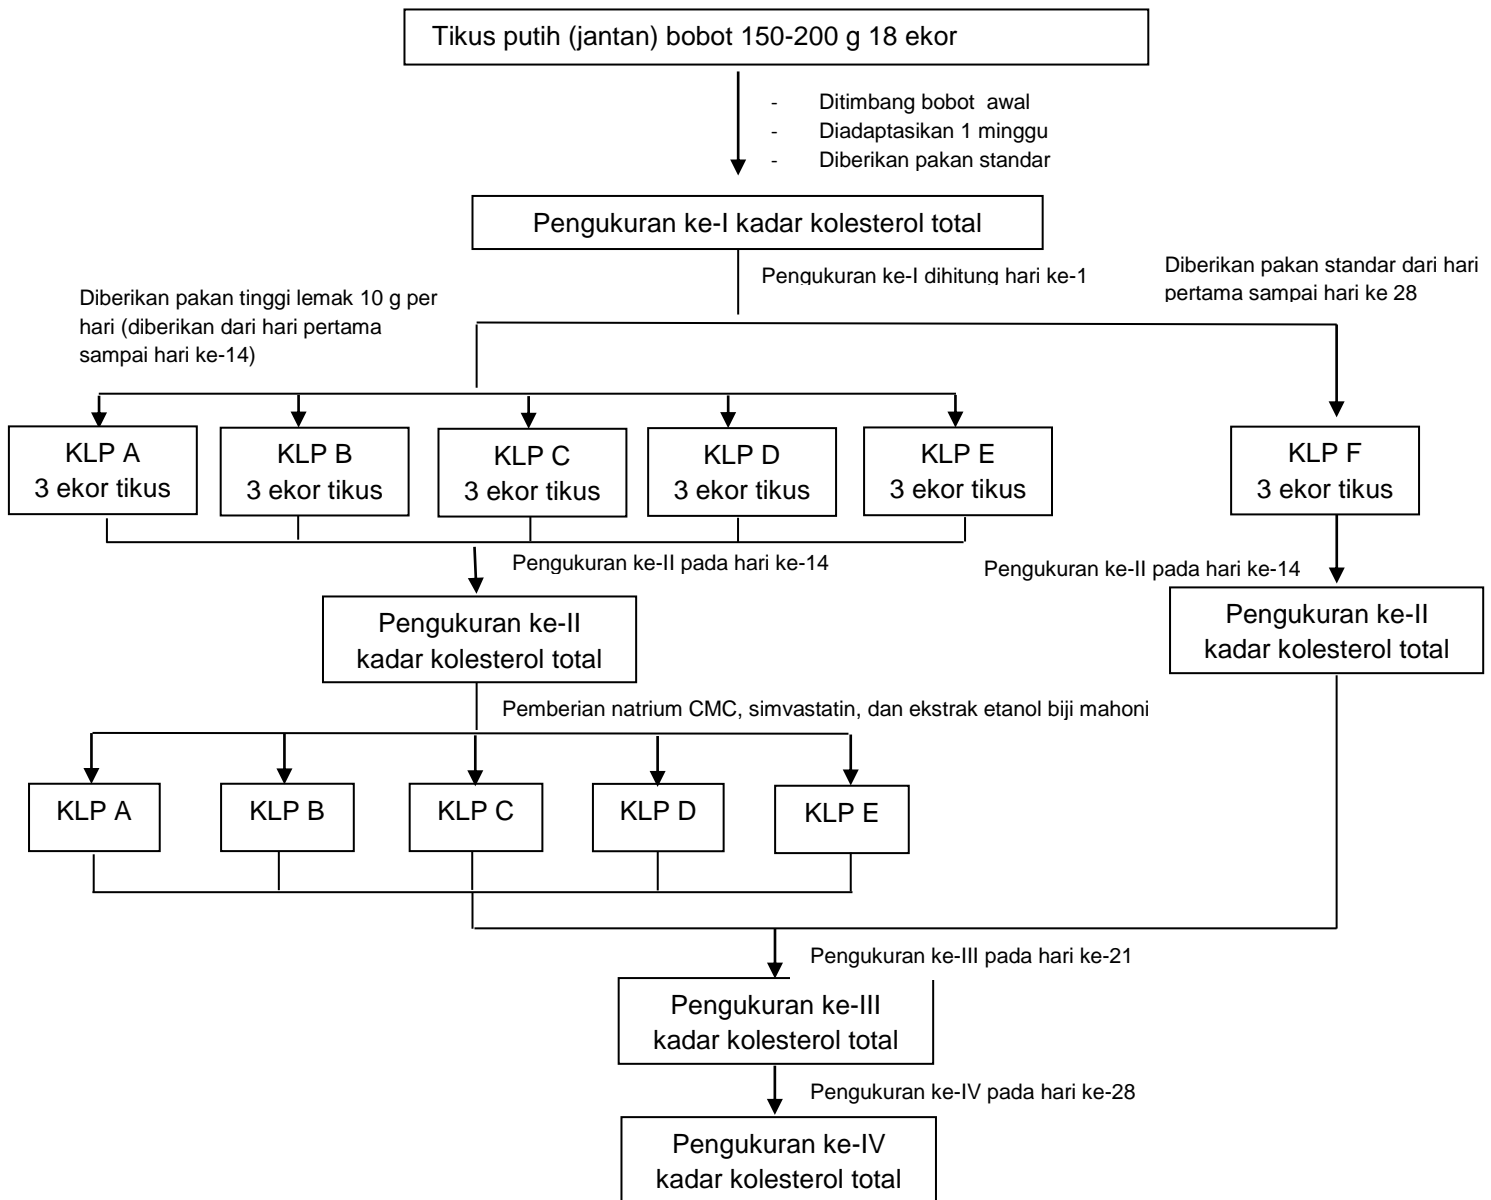 Tikus putih (jantan) bobot 150-200 g 18 ekor
- Ditimbang bobot awal
- Diadaptasikan 1 minggu
- Diberikan pakan standar
Pengukuran ke-I kadar kolesterol total
Pengukuran ke-I dihitung hari ke-1
Diberikan pakan standar dari hari
pertama sampai hari ke 28
Diberikan pakan tinggi lemak 10 g per
hari (diberikan dari hari pertama
sampai hari ke-14)
KLP A
3 ekor tikus
KLP B
3 ekor tikus
KLP C
3 ekor tikus
KLP D
3 ekor tikus
KLP E
3 ekor tikus
KLP F
3 ekor tikus
Pengukuran ke-II pada hari ke-14
Pengukuran ke-II pada hari ke-14
Pengukuran ke-II
kadar kolesterol total
Pengukuran ke-II
kadar kolesterol total
Pemberian natrium CMC, simvastatin, dan ekstrak etanol biji mahoni
KLP A
KLP B
KLP C
KLP D
KLP E
Pengukuran ke-III pada hari ke-21
Pengukuran ke-III
kadar kolesterol total
Pengukuran ke-IV pada hari ke-28
Pengukuran ke-IV
kadar kolesterol total